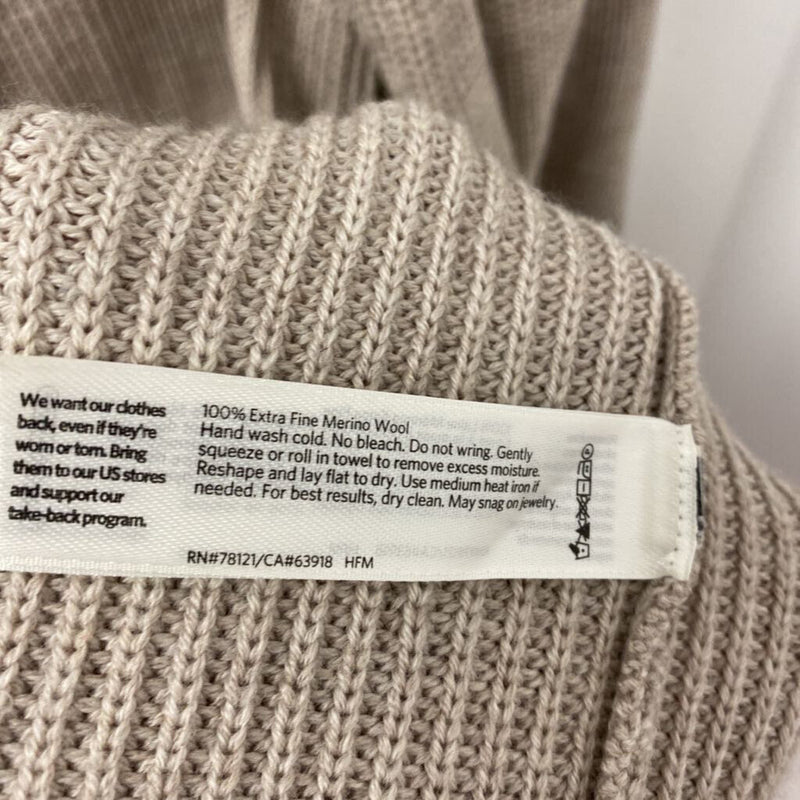 We want our clothes
back, even if they're
worn or torn. Bring
them to our US stores
and support our
take-back program.
100% Extra Fine Merino Wool
Hand wash cold. No bleach. Do not wring. Gently
squeeze or roll in towel to remove excess moisture.
Reshape and lay flat to dry. Use medium heat iron if
needed. For best results, dry clean. May snag on jewelry.
RN#78121/CA#63918 HFM